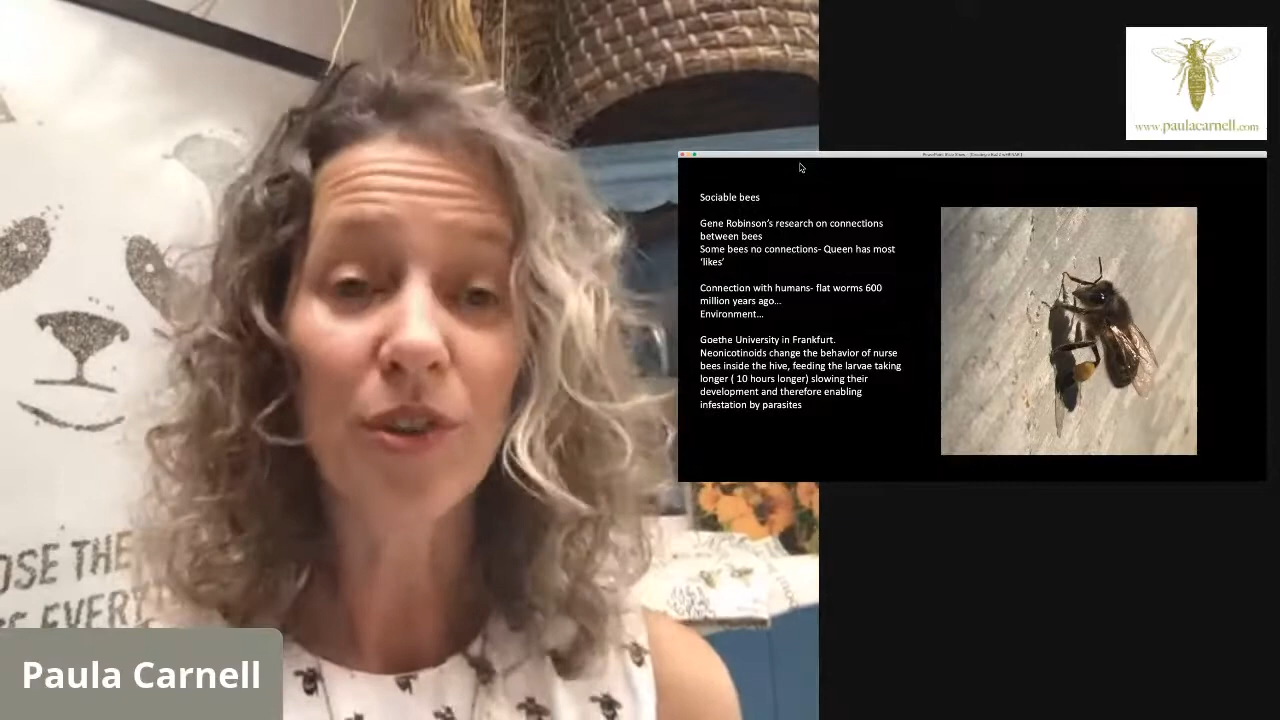 www.paulacarnell.com
Sociable bees
Gene Robinson's research on connections
between bees
Some bees no connections- Queen has most
‘likes’
Connection with humans- flat worms 600
million years ago...
Environment...
Goethe University in Frankfurt.
Neonicotinoids change the behavior of nurse
bees inside the hive, feeding the larvae taking
longer ( 10 hours longer) slowing their
development and therefore enabling
infestation by parasites
OSE THE
EVERY
Paula Carnell